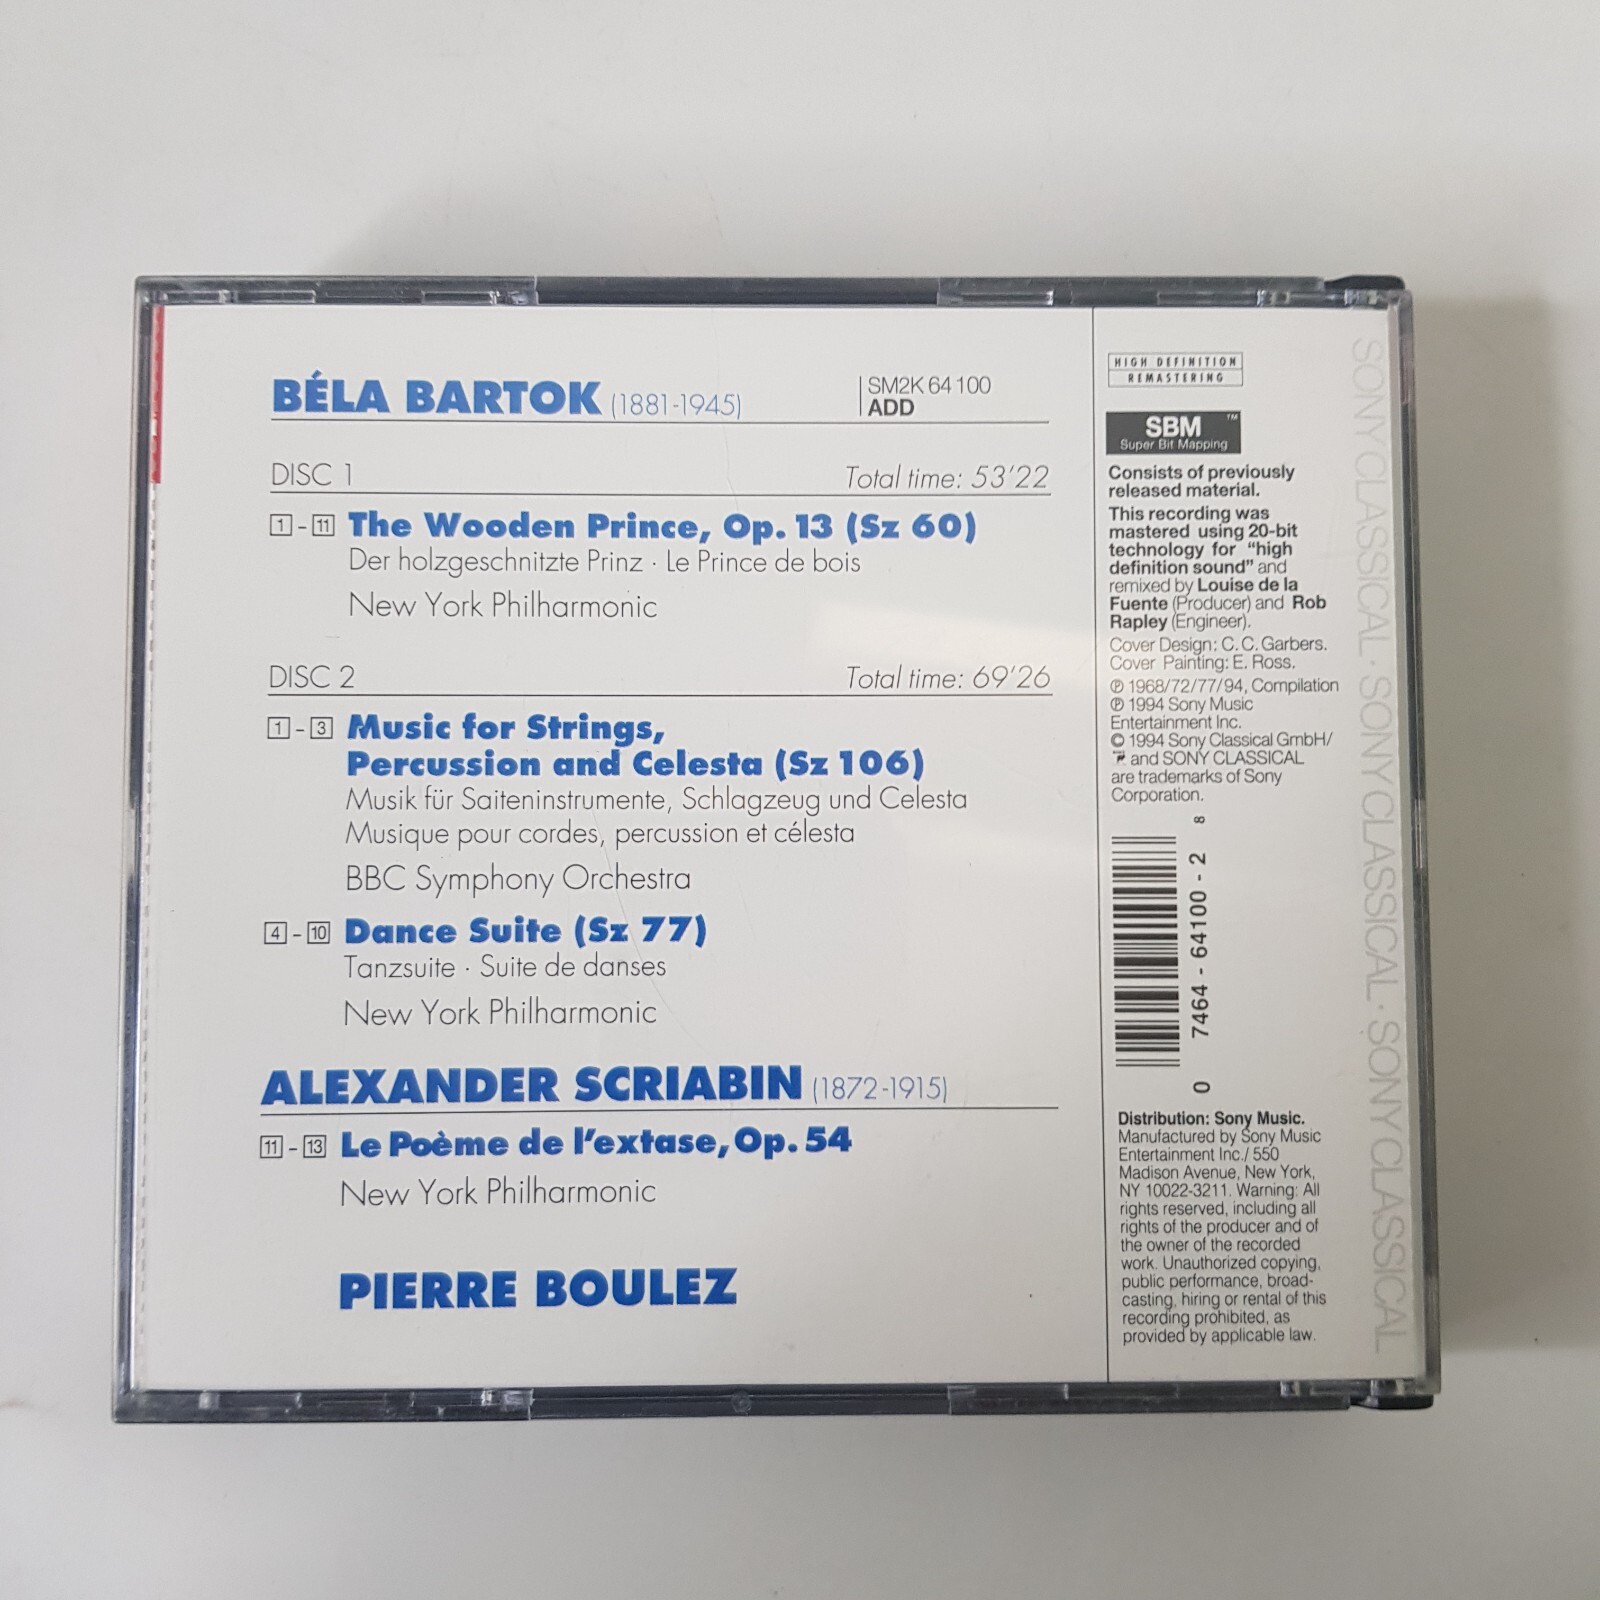 BÉLA BARTOK (1881-1945)
SM2K 64 100
ADD
DISC 1 Total time: 53'22
1 - 11 The Wooden Prince, Op. 13 (Sz 60)
Der holzgeschnitzte Prinz · Le Prince de bois
New York Philharmonic
DISC 2 Total time: 69'26
1 - 3 Music for Strings,
Percussion and Celesta (Sz 106)
Musik für Saiteninstrumente, Schlagzeug und Celesta
Musique pour cordes, percussion et célesta
BBC Symphony Orchestra
4 - 10 Dance Suite (Sz 77)
Tanzsuite · Suite de danses
New York Philharmonic
ALEXANDER SCRIABIN (1872-1915)
11 - 13 Le Poème de l'extase, Op. 54
New York Philharmonic
PIERRE BOULEZ
HIGH DEFINITION
REMASTERING
SBM™
Super Bit Mapping
Consists of previously
released material.
This recording was
mastered using 20-bit
technology for "high
definition sound" and
remixed by Louise de la
Fuente (Producer) and Rob
Rapley (Engineer).
Cover Design: C. C. Garbers.
Cover Painting: E. Ross.
℗ 1968/72/77/94, Compilation
℗ 1994 Sony Music
Entertainment Inc.
© 1994 Sony Classical GmbH/
and SONY CLASSICAL
are trademarks of Sony
Corporation.
0 7464 - 64100 - 2 8
Distribution: Sony Music.
Manufactured by Sony Music
Entertainment Inc./ 550
Madison Avenue, New York,
NY 10022-3211. Warning: All
rights reserved, including all
rights of the producer and of
the owner of the recorded
work. Unauthorized copying,
public performance, broad-
casting, hiring or rental of this
recording prohibited, as
provided by applicable law.
SONY CLASSICAL · SONY CLASSICAL · SONY CLASSICAL